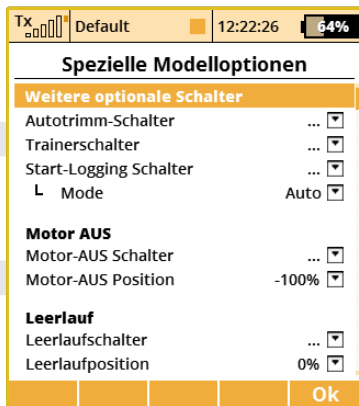 Tx Default 12:22:26 64%
Spezielle Modelloptionen
Weitere optionale Schalter
Autotrimm-Schalter ...
Trainerschalter ...
Start-Logging Schalter ...
Mode Auto
Motor AUS
Motor-AUS Schalter ...
Motor-AUS Position -100%
Leerlauf
Leerlaufschalter ...
Leerlaufposition 0%
Ok